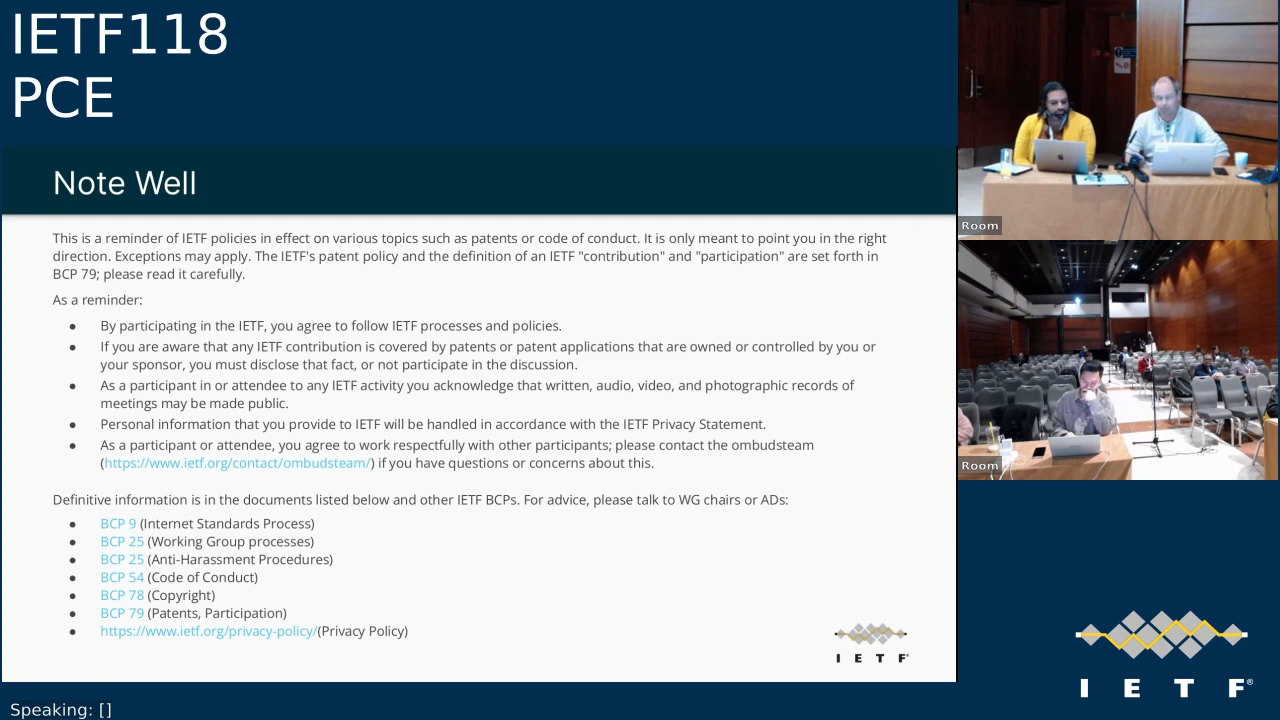 IETF118
PCE
Note Well
This is a reminder of IETF policies in effect on various topics such as patents or code of conduct. It is only meant to point you in the right
direction. Exceptions may apply. The IETF's patent policy and the definition of an IETF "contribution" and "participation" are set forth in
BCP 79; please read it carefully.
As a reminder:
● By participating in the IETF, you agree to follow IETF processes and policies.
● If you are aware that any IETF contribution is covered by patents or patent applications that are owned or controlled by you or
your sponsor, you must disclose that fact, or not participate in the discussion.
● As a participant in or attendee to any IETF activity you acknowledge that written, audio, video, and photographic records of
meetings may be made public.
● Personal information that you provide to IETF will be handled in accordance with the IETF Privacy Statement.
● As a participant or attendee, you agree to work respectfully with other participants; please contact the ombudsteam
(https://www.ietf.org/contact/ombudsteam/) if you have questions or concerns about this.
Definitive information is in the documents listed below and other IETF BCPs. For advice, please talk to WG chairs or ADs:
● BCP 9 (Internet Standards Process)
● BCP 25 (Working Group processes)
● BCP 25 (Anti-Harassment Procedures)
● BCP 54 (Code of Conduct)
● BCP 78 (Copyright)
● BCP 79 (Patents, Participation)
● https://www.ietf.org/privacy-policy/(Privacy Policy)
I E T F®
Room
Room
I E T F®
Speaking: []